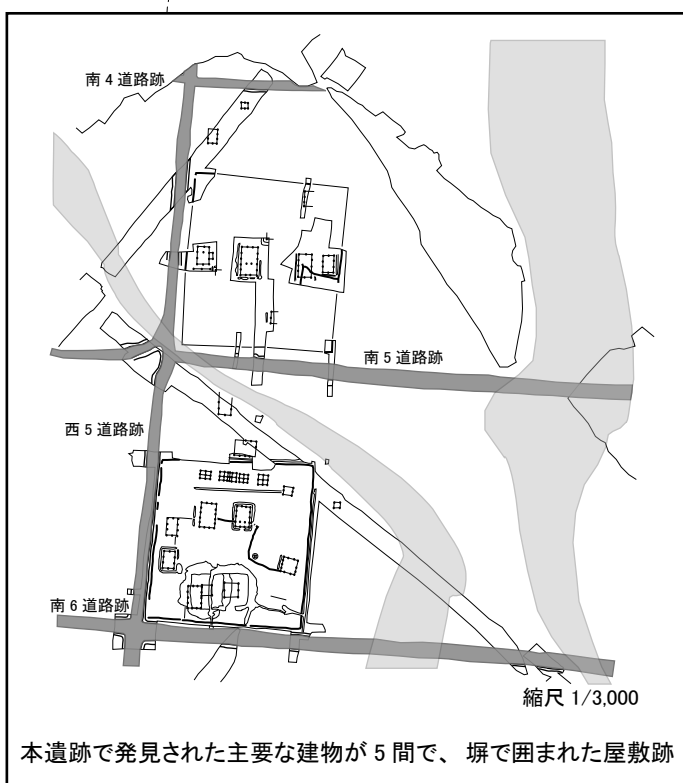 南 4 道路跡
南 5 道路跡
西 5 道路跡
南 6 道路跡
縮尺 1/3,000
本遺跡で発見された主要な建物が 5 間で、塀で囲まれた屋敷跡